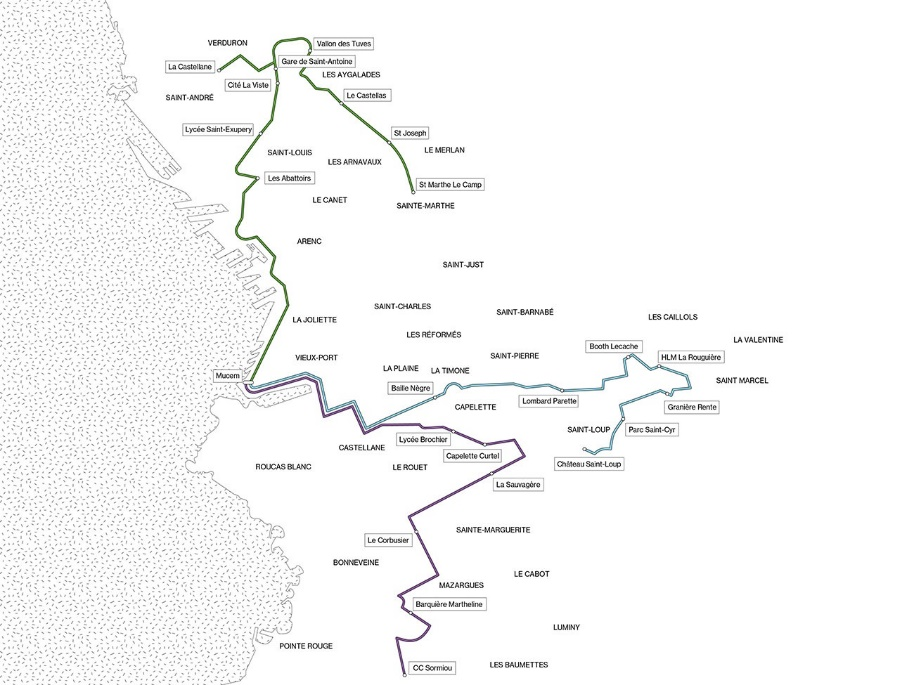 VERDURON
Vallon des Tuves
Gare de Saint-Antoine
La Castellane
LES AYGALADES
Cité La Viste
SAINT-ANDRÉ
Le Castellas
Lycée Saint-Exupery
St Joseph
SAINT-LOUIS
LE MERLAN
LES ARNAVAUX
Les Abattoirs
St Marthe Le Camp
LE CANET
SAINTE-MARTHE
ARENC
SAINT-JUST
SAINT-CHARLES
SAINT-BARNABÉ
LES CAILLOLS
LA JOLIETTE
LES RÉFORMÉS
LA VALENTINE
Booth Lecache
VIEUX-PORT
SAINT-PIERRE
HLM La Rouguière
LA PLAINE
LA TIMONE
Mucem
SAINT MARCEL
Baille Nègre
Lombard Parette
CAPELETTE
Granière Rente
SAINT-LOUP
Parc Saint-Cyr
Lycée Brochier
CASTELLANE
Capelette Curtel
Château Saint-Loup
ROUCAS BLANC
LE ROUET
La Sauvagère
SAINTE-MARGUERITE
Le Corbusier
BONNEVEINE
LE CABOT
MAZARGUES
Barquière Martheline
LUMINY
POINTE ROUGE
LES BAUMETTES
CC Sormiou